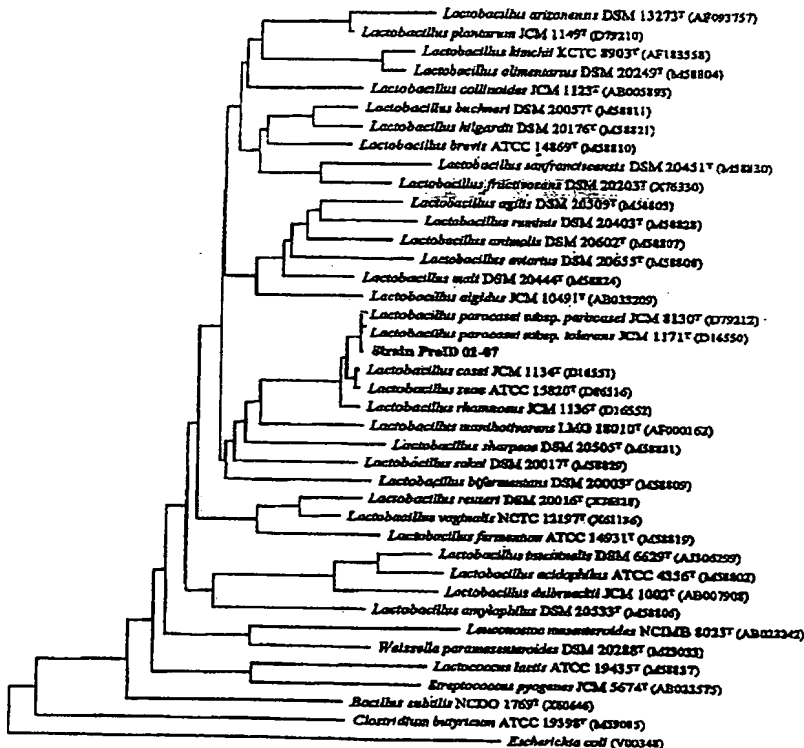 Lactobacillus arizonensis DSM 13273ᵀ (AF093757)
Lactobacillus plantarum JCM 1149ᵀ (D79210)
Lactobacillus kimchii KCTC 8903ᵀ (AF183558)
Lactobacillus alimentarius DSM 20249ᵀ (M58804)
Lactobacillus collinoides JCM 1123ᵀ (AB005893)
Lactobacillus buchneri DSM 20057ᵀ (M58811)
Lactobacillus hilgardii DSM 20176ᵀ (M58821)
Lactobacillus brevis ATCC 14869ᵀ (M58810)
Lactobacillus sanfranciscensis DSM 20451ᵀ (M58830)
Lactobacillus fructivorans DSM 20203ᵀ (X76330)
Lactobacillus agilis DSM 20509ᵀ (M58803)
Lactobacillus ruminis DSM 20403ᵀ (M58828)
Lactobacillus animalis DSM 20602ᵀ (M58807)
Lactobacillus aviarius DSM 20655ᵀ (M58808)
Lactobacillus mali DSM 20444ᵀ (M58824)
Lactobacillus algidus JCM 10491ᵀ (AB033209)
Lactobacillus paracasei subsp. paracasei JCM 8130ᵀ (D79212)
Lactobacillus paracasei subsp. tolerans JCM 1171ᵀ (D16550)
Strain ProID 02-07
Lactobacillus casei JCM 1134ᵀ (D16551)
Lactobacillus zeae ATCC 15820ᵀ (D86516)
Lactobacillus rhamnosus JCM 1136ᵀ (D16552)
Lactobacillus manihotivorans LMG 18010ᵀ (AF000162)
Lactobacillus sharpeae DSM 20505ᵀ (M58831)
Lactobacillus sakei DSM 20017ᵀ (M58829)
Lactobacillus bifermentans DSM 20003ᵀ (M58809)
Lactobacillus reuteri DSM 20016ᵀ
Lactobacillus vaginalis NCTC 12197ᵀ (X61136)
Lactobacillus fermentum ATCC 14931ᵀ (M58819)
Lactobacillus DSM 6629ᵀ (AJ306299)
Lactobacillus acidophilus ATCC 4356ᵀ (M58802)
Lactobacillus delbrueckii JCM 1002ᵀ (AB007908)
Lactobacillus amylophilus DSM 20533ᵀ (M58806)
Leuconostoc mesenteroides NCIMB 8023ᵀ (AB023242)
Weissella paramesenteroides DSM 20288ᵀ (M23033)
Lactococcus lactis ATCC 19435ᵀ (M58837)
Streptococcus pyogenes JCM 5674ᵀ (AB023575)
Bacillus subtilis NCDO 1769ᵀ (X60646)
Clostridium butyricum ATCC 19398ᵀ (M59085)
Escherichia coli (V00348)